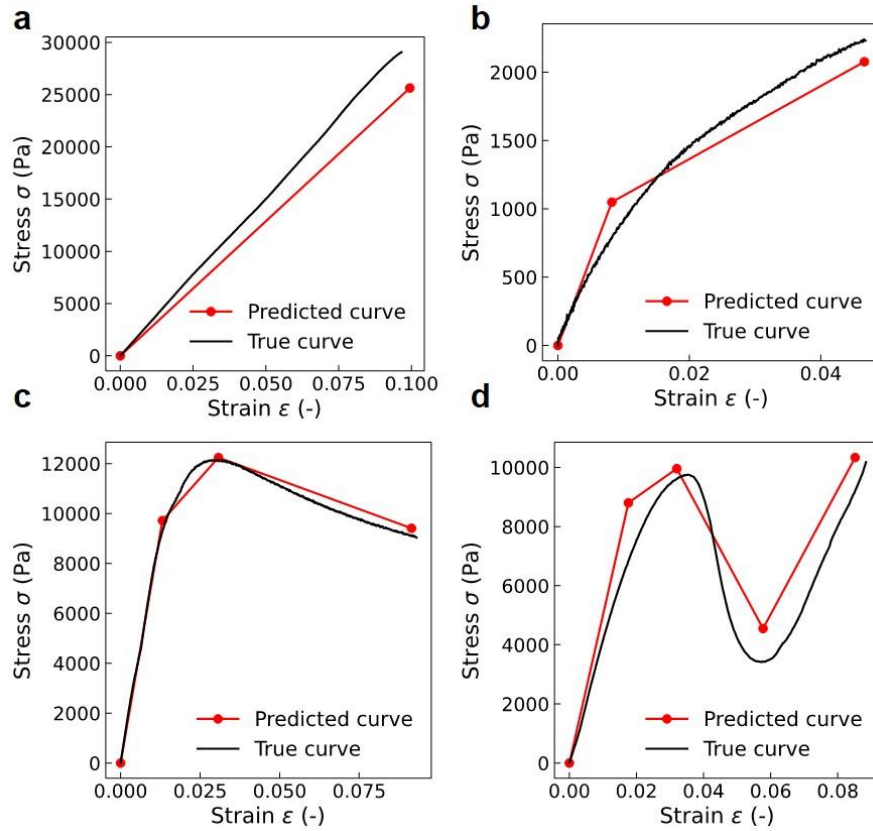 a
30000
25000
20000
15000
10000
5000
0
Stress σ (Pa)
Predicted curve
True curve
0.000 0.025 0.050 0.075 0.100
Strain ε (-)
b
2000
1500
1000
500
0
Stress σ (Pa)
Predicted curve
True curve
0.00 0.02 0.04
Strain ε (-)
c
12000
10000
8000
6000
4000
2000
0
Stress σ (Pa)
Predicted curve
True curve
0.000 0.025 0.050 0.075
Strain ε (-)
d
10000
8000
6000
4000
2000
0
Stress σ (Pa)
Predicted curve
True curve
0.00 0.02 0.04 0.06 0.08
Strain ε (-)